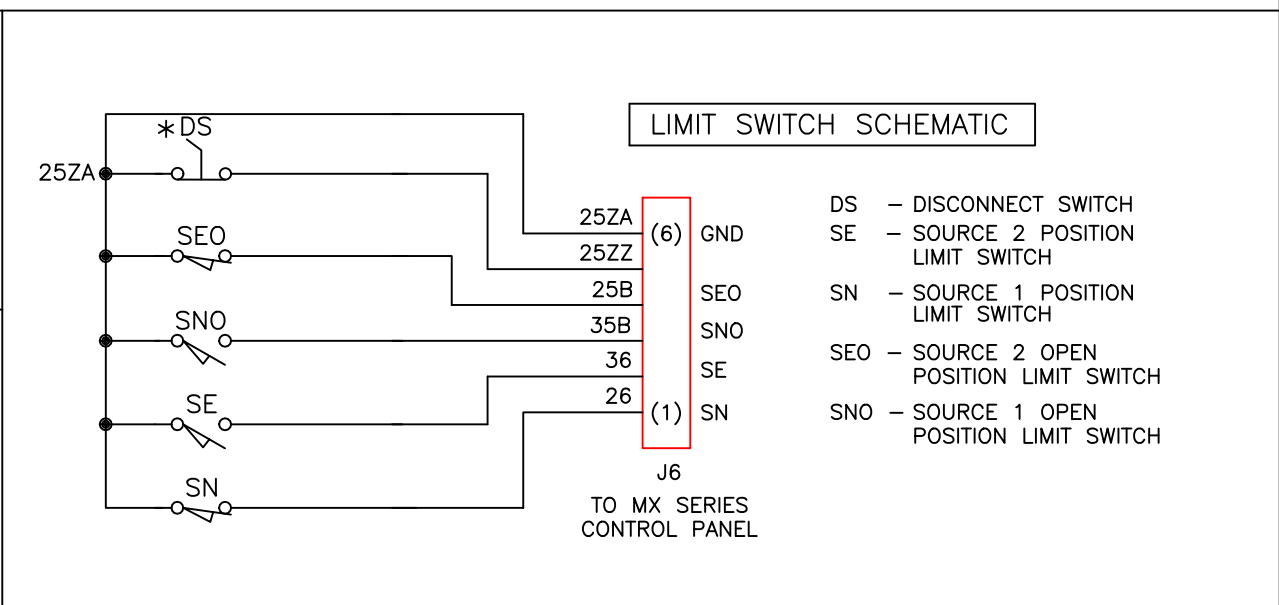 LIMIT SWITCH SCHEMATIC
* DS
25ZA
SEO
SNO
SE
SN
25ZA
25ZZ
25B
35B
36
26
(6)
(1)
GND
SEO
SNO
SE
SN
J6
TO MX SERIES
CONTROL PANEL
DS – DISCONNECT SWITCH
SE – SOURCE 2 POSITION
LIMIT SWITCH
SN – SOURCE 1 POSITION
LIMIT SWITCH
SEO – SOURCE 2 OPEN
POSITION LIMIT SWITCH
SNO – SOURCE 1 OPEN
POSITION LIMIT SWITCH